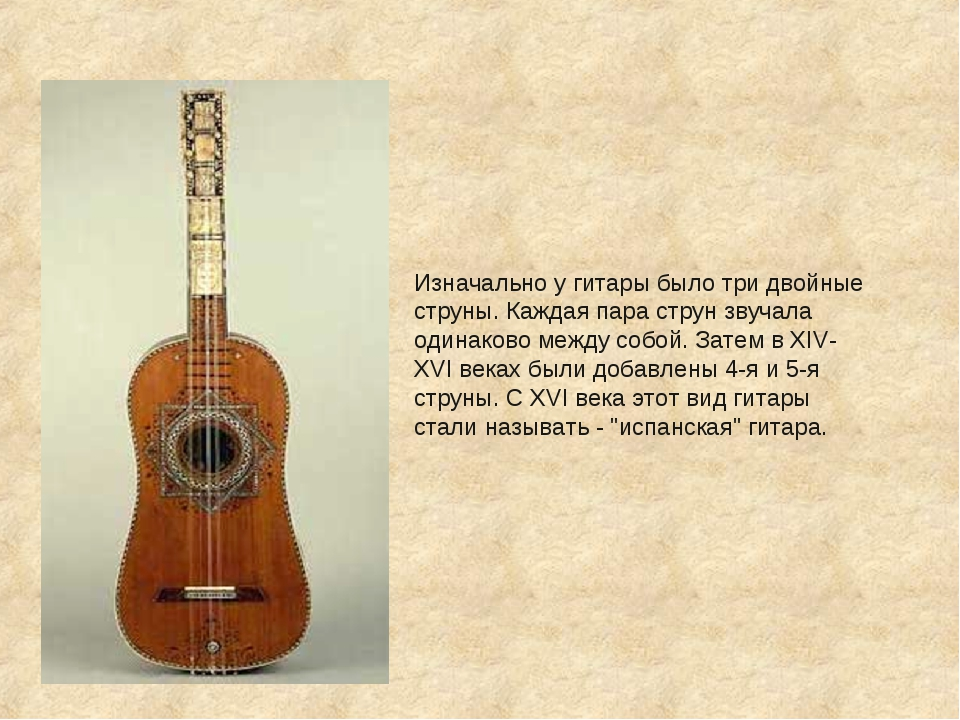 Изначально у гитары было три двойные
струны. Каждая пара струн звучала
одинаково между собой. Затем в XIV-
XVI веках были добавлены 4-я и 5-я
струны. С XVI века этот вид гитары
стали называть - "испанская" гитара.